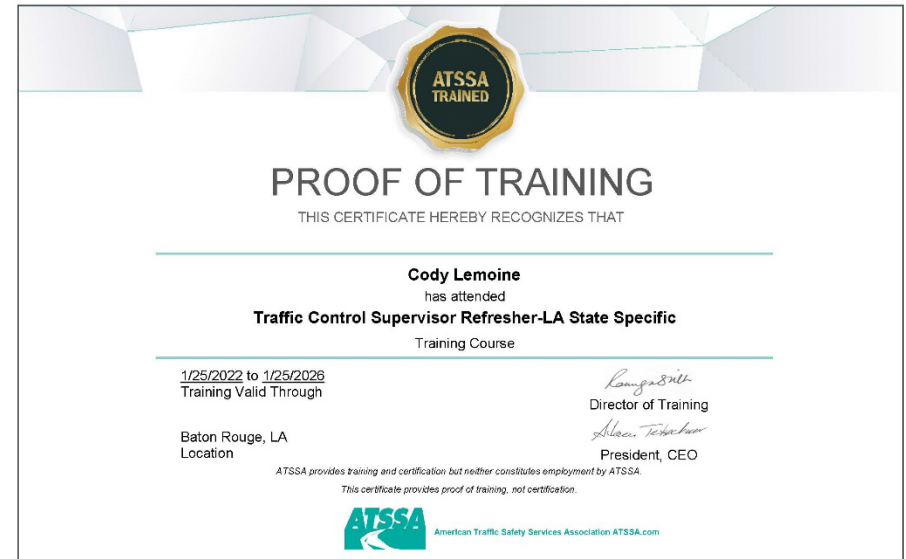 ATSSA
TRAINED
PROOF OF TRAINING
THIS CERTIFICATE HEREBY RECOGNIZES THAT
Cody Lemoine
has attended
Traffic Control Supervisor Refresher-LA State Specific
Training Course
1/25/2022 to 1/25/2026
Training Valid Through
Director of Training
Baton Rouge, LA
Location
President, CEO
ATSSA provides training and certification but neither constitutes employment by ATSSA.
This certificate provides proof of training, not certification.
ATSSA
American Traffic Safety Services Association ATSSA.com